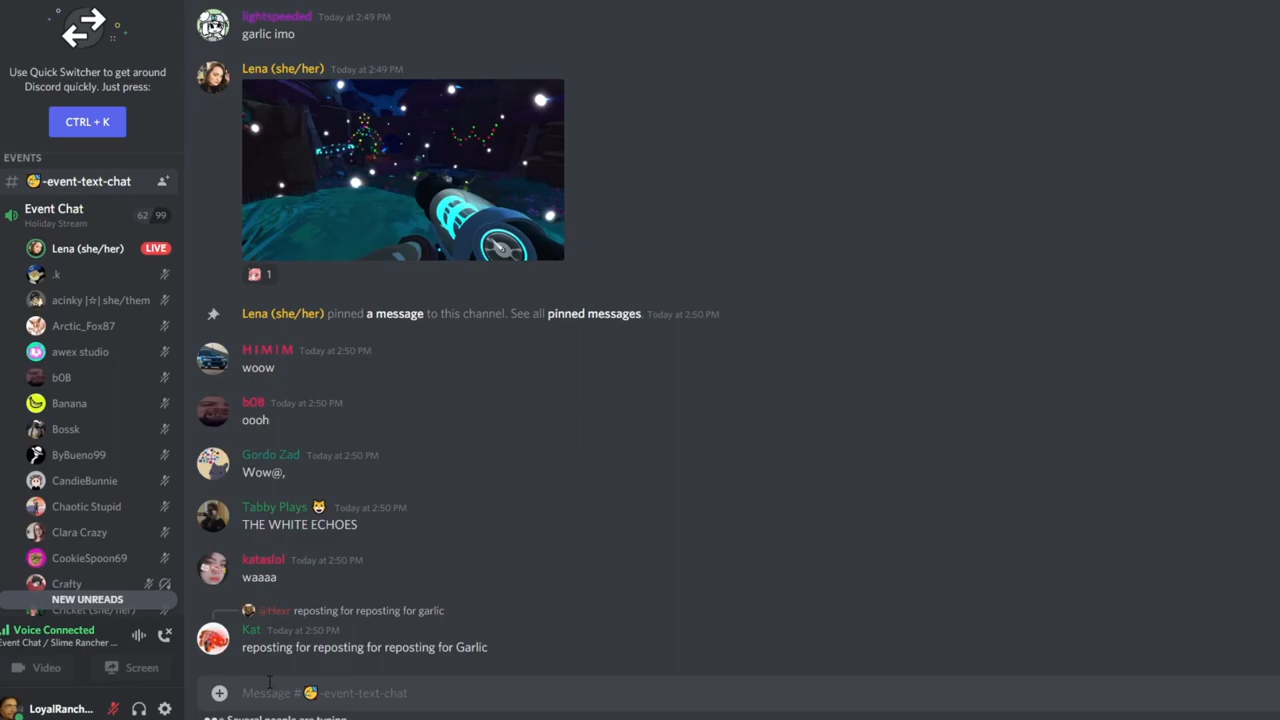 Use Quick Switcher to get around
Discord quickly. Just press:
CTRL + K
EVENTS
# 🥳-event-text-chat
Event Chat 62 99
Holiday Stream
Lena (she/her) LIVE
.k
acinky |☆| she/them
Arctic_Fox87
awex studio
b08
Banana
Bossk
ByBueno99
CandieBunnie
Chaotic Stupid
Clara Crazy
CookieSpoon69
Crafty
Cricket (she/her)
NEW UNREADS
Voice Connected
Event Chat / Slime Rancher ...
Video Screen
LoyalRanch...
lightspeeded Today at 2:49 PM
garlic imo
Lena (she/her) Today at 2:49 PM
1
Lena (she/her) pinned a message to this channel. See all pinned messages. Today at 2:50 PM
H I M I M Today at 2:50 PM
woow
b08 Today at 2:50 PM
oooh
Gordo Zad Today at 2:50 PM
Wow@,
Tabby Plays 😺 Today at 2:50 PM
THE WHITE ECHOES
kataslol Today at 2:50 PM
waaaa
@Hexr reposting for reposting for garlic
Kat Today at 2:50 PM
reposting for reposting for reposting for Garlic
Message #🥳-event-text-chat
Several people are typing